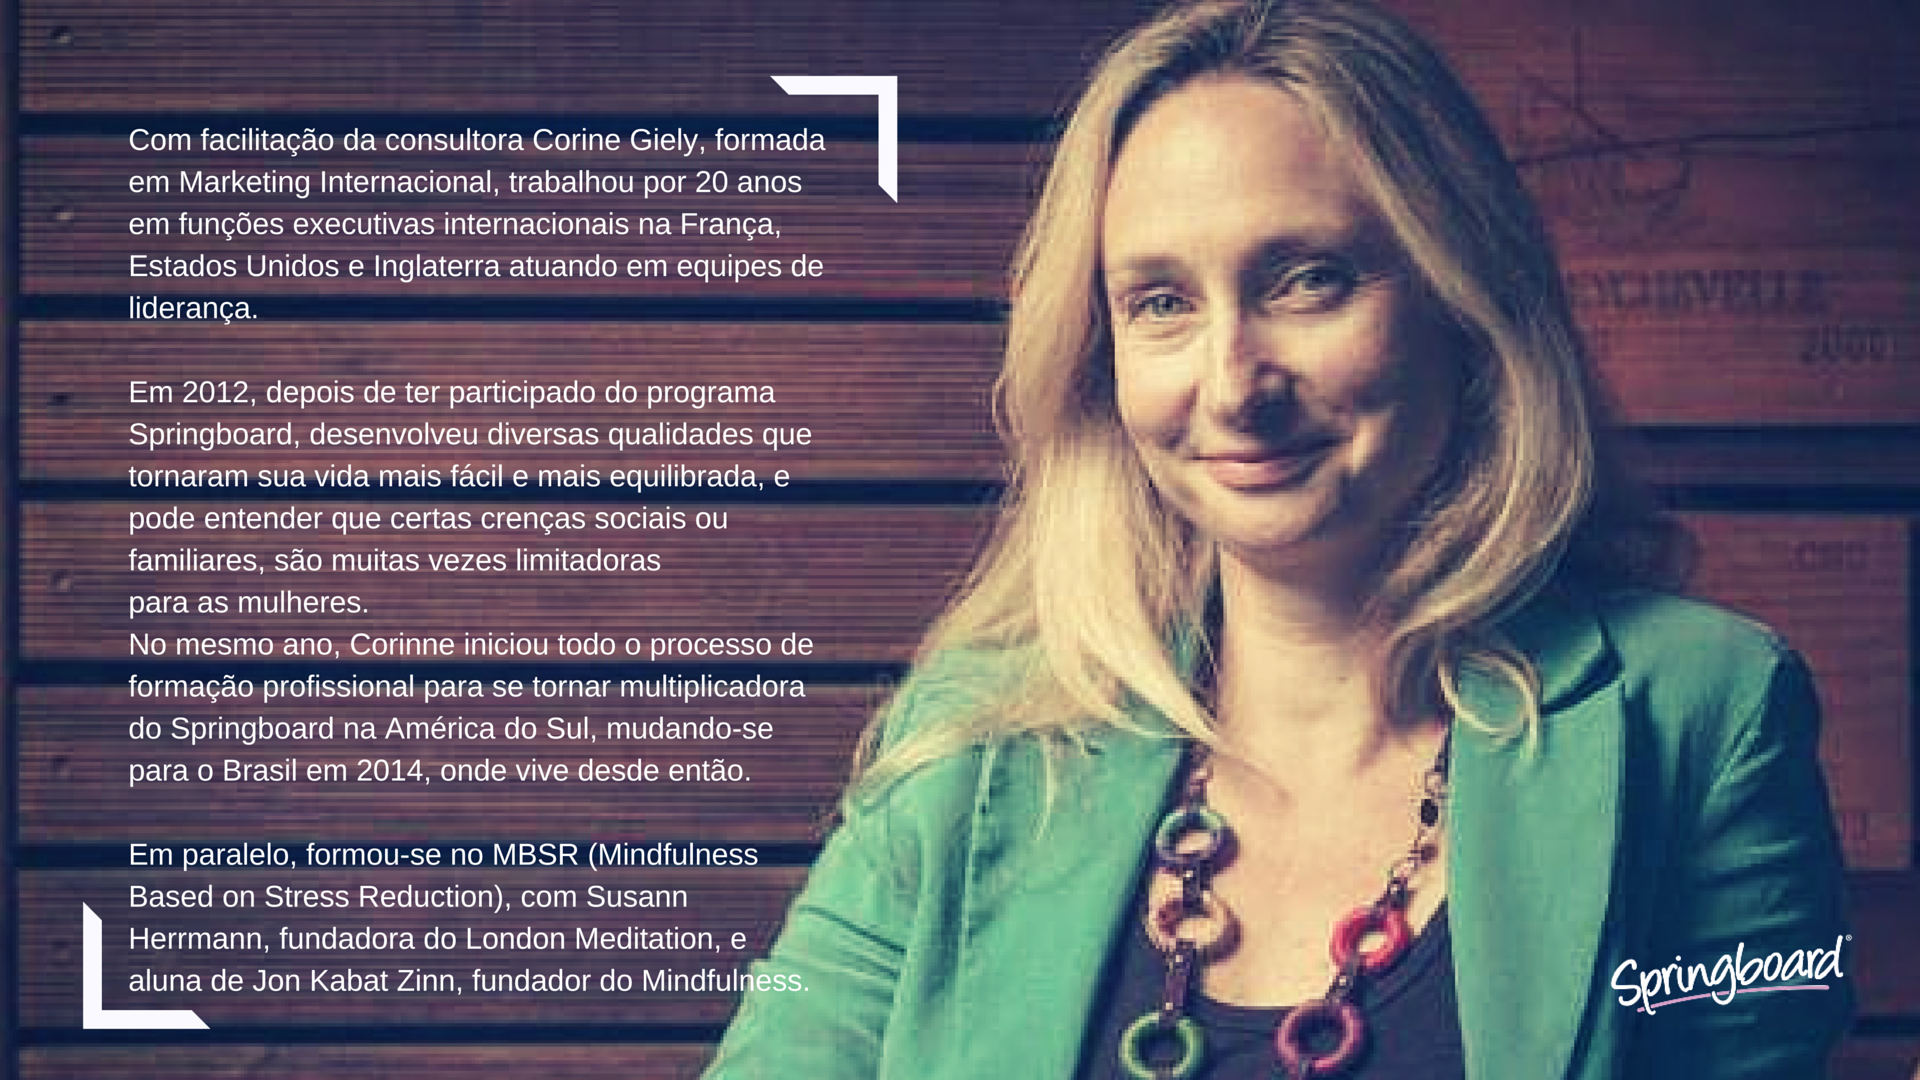 Com facilitação da consultora Corine Giely, formada
em Marketing Internacional, trabalhou por 20 anos
em funções executivas internacionais na França,
Estados Unidos e Inglaterra atuando em equipes de
liderança.
Em 2012, depois de ter participado do programa
Springboard, desenvolveu diversas qualidades que
tornaram sua vida mais fácil e mais equilibrada, e
pode entender que certas crenças sociais ou
familiares, são muitas vezes limitadoras
para as mulheres.
No mesmo ano, Corinne iniciou todo o processo de
formação profissional para se tornar multiplicadora
do Springboard na América do Sul, mudando-se
para o Brasil em 2014, onde vive desde então.
Em paralelo, formou-se no MBSR (Mindfulness
Based on Stress Reduction), com Susann
Herrmann, fundadora do London Meditation, e
aluna de Jon Kabat Zinn, fundador do Mindfulness.
Springboard®